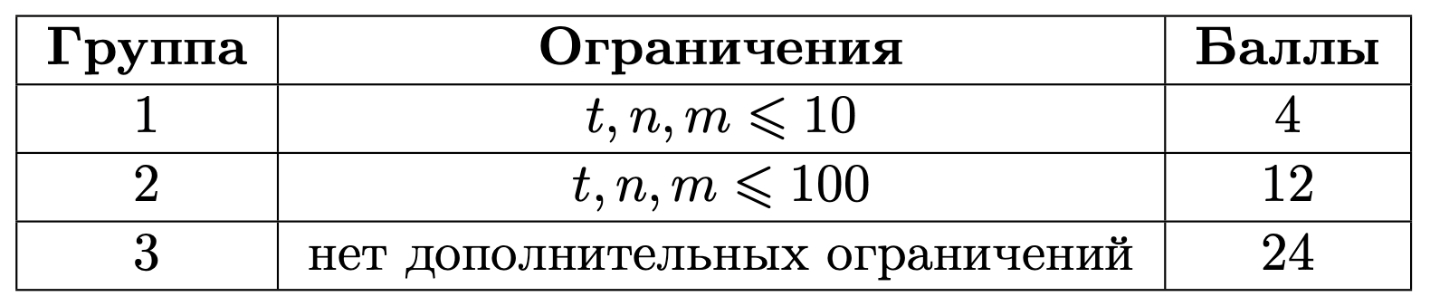 Группа Ограничения Баллы
1 t, n, m ⩽ 10 4
2 t, n, m ⩽ 100 12
3 нет дополнительных ограничений 24